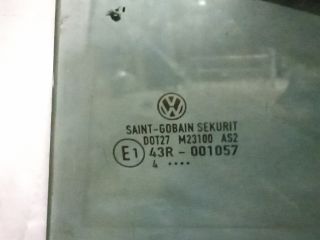 SAINT-GOBAIN SEKURIT
DOT27 M23100 AS2
E1 43R - 001057
4 ····